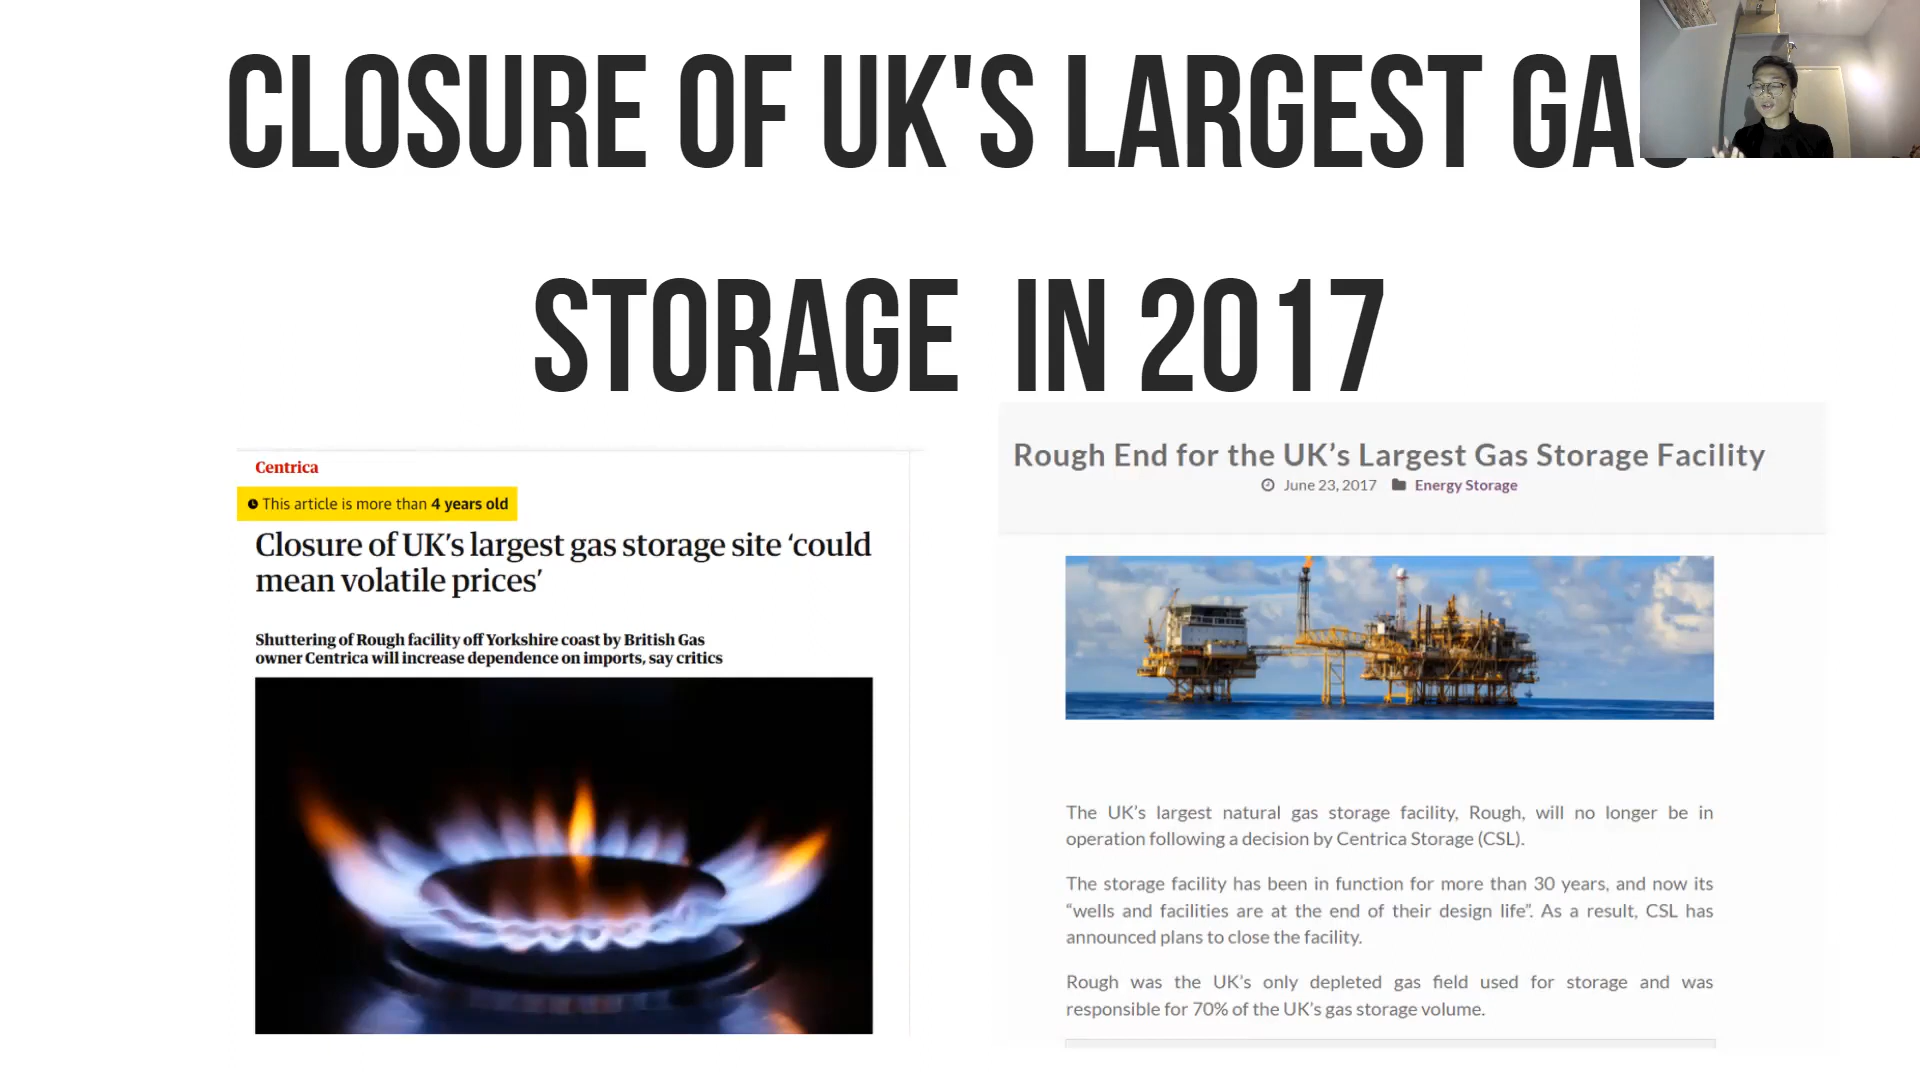 CLOSURE OF UK'S LARGEST GAS
STORAGE IN 2017
Centrica
This article is more than 4 years old
Closure of UK’s largest gas storage site ‘could
mean volatile prices’
Shuttering of Rough facility off Yorkshire coast by British Gas
owner Centrica will increase dependence on imports, say critics
Rough End for the UK’s Largest Gas Storage Facility
June 23, 2017 Energy Storage
The UK’s largest natural gas storage facility, Rough, will no longer be in
operation following a decision by Centrica Storage (CSL).
The storage facility has been in function for more than 30 years, and now its
“wells and facilities are at the end of their design life”. As a result, CSL has
announced plans to close the facility.
Rough was the UK’s only depleted gas field used for storage and was
responsible for 70% of the UK’s gas storage volume.